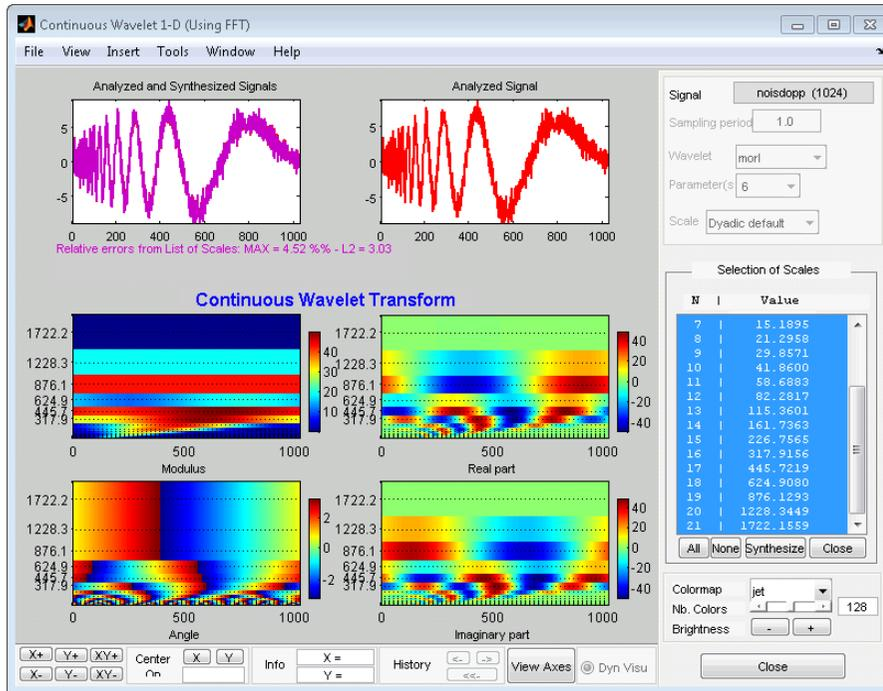 Continuous Wavelet 1-D (Using FFT)
File View Insert Tools Window Help
Analyzed and Synthesized Signals
5
0
-5
0 200 400 600 800 1000
Relative errors from List of Scales: MAX = 4.52 %% - L2 = 3.03
Analyzed Signal
5
0
-5
0 200 400 600 800 1000
Continuous Wavelet Transform
1722.2
1228.3
876.1
624.9
445.7
317.9
0 500 1000
Modulus
40
30
20
10
1722.2
1228.3
876.1
624.9
445.7
317.9
0 500 1000
Real part
40
20
0
-20
-40
1722.2
1228.3
876.1
624.9
445.7
317.9
0 500 1000
Angle
2
0
-2
1722.2
1228.3
876.1
624.9
445.7
317.9
0 500 1000
Imaginary part
40
20
0
-20
-40
Signal noisdopp (1024)
Sampling period 1.0
Wavelet morl
Parameter(s 6
Scale Dyadic default
Selection of Scales
N | Value
7 | 15.1895
8 | 21.2958
9 | 29.8571
10 | 41.8600
11 | 58.6883
12 | 82.2817
13 | 115.3601
14 | 161.7363
15 | 226.7565
16 | 317.9156
17 | 445.7219
18 | 624.9080
19 | 876.1293
20 | 1228.3449
21 | 1722.1559
All None Synthesize Close
Colormap jet
Nb. Colors 128
Brightness - +
Close
X+ Y+ XY+
X- Y- XY-
Center On X Y
Info X =
Y =
History <- ->
<<-
View Axes
Dyn Visu